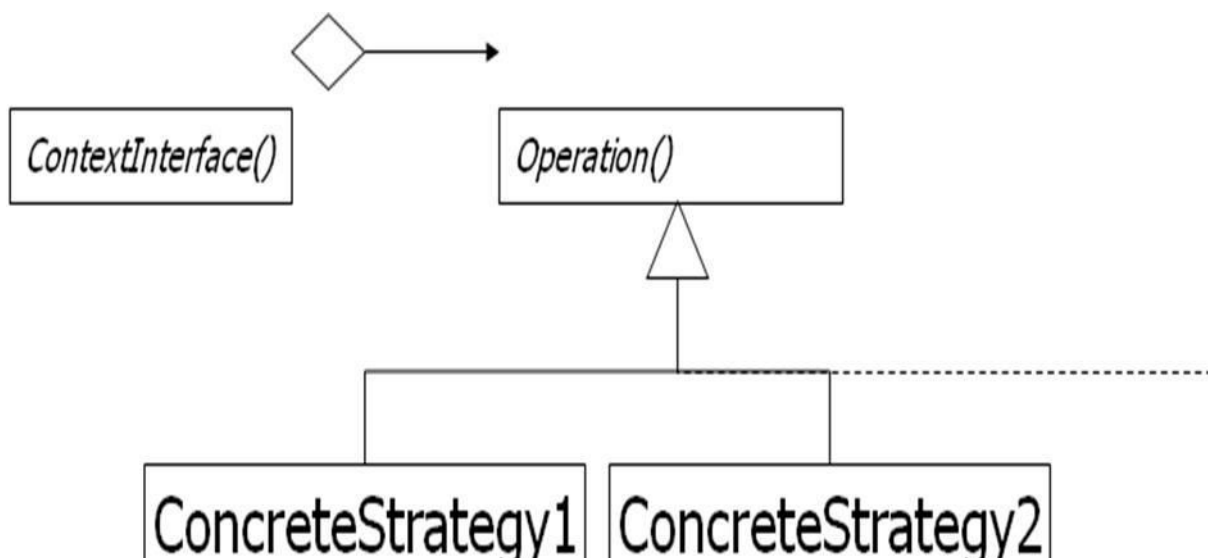 ContextInterface()
Operation()
ConcreteStrategy1
ConcreteStrategy2